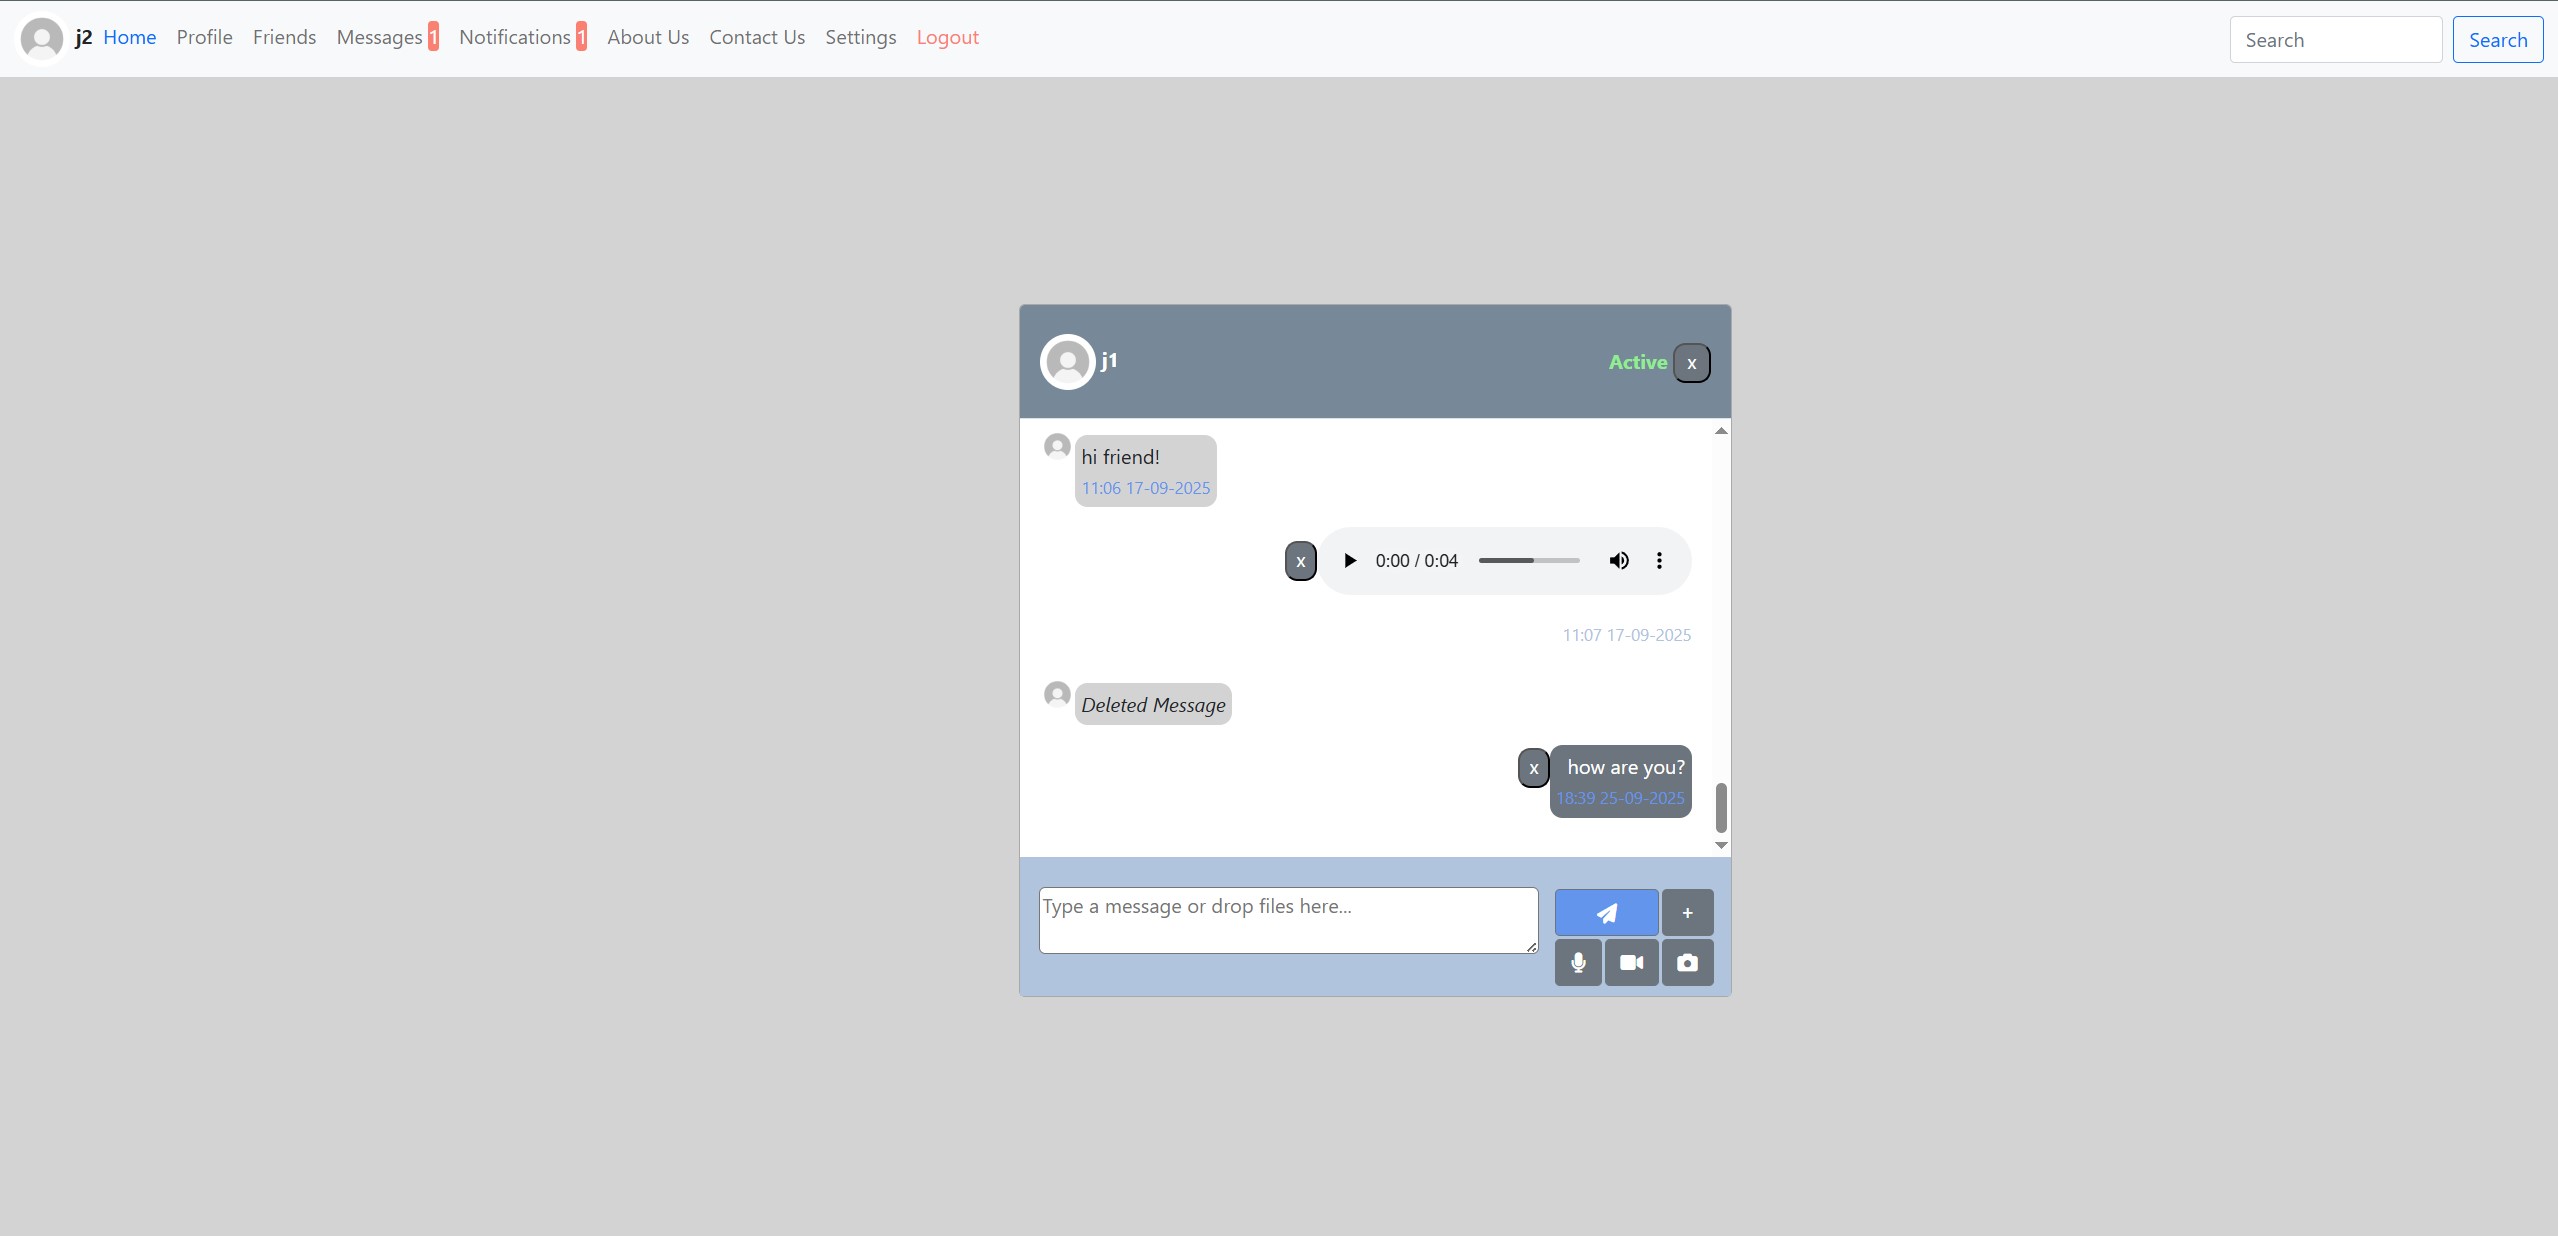 j2 Home Profile Friends Messages 1 Notifications 1 About Us Contact Us Settings Logout Search Search
j1 Active x
hi friend!
11:06 17-09-2025
x 0:00 / 0:04
11:07 17-09-2025
Deleted Message
x how are you?
18:39 25-09-2025
Type a message or drop files here... +